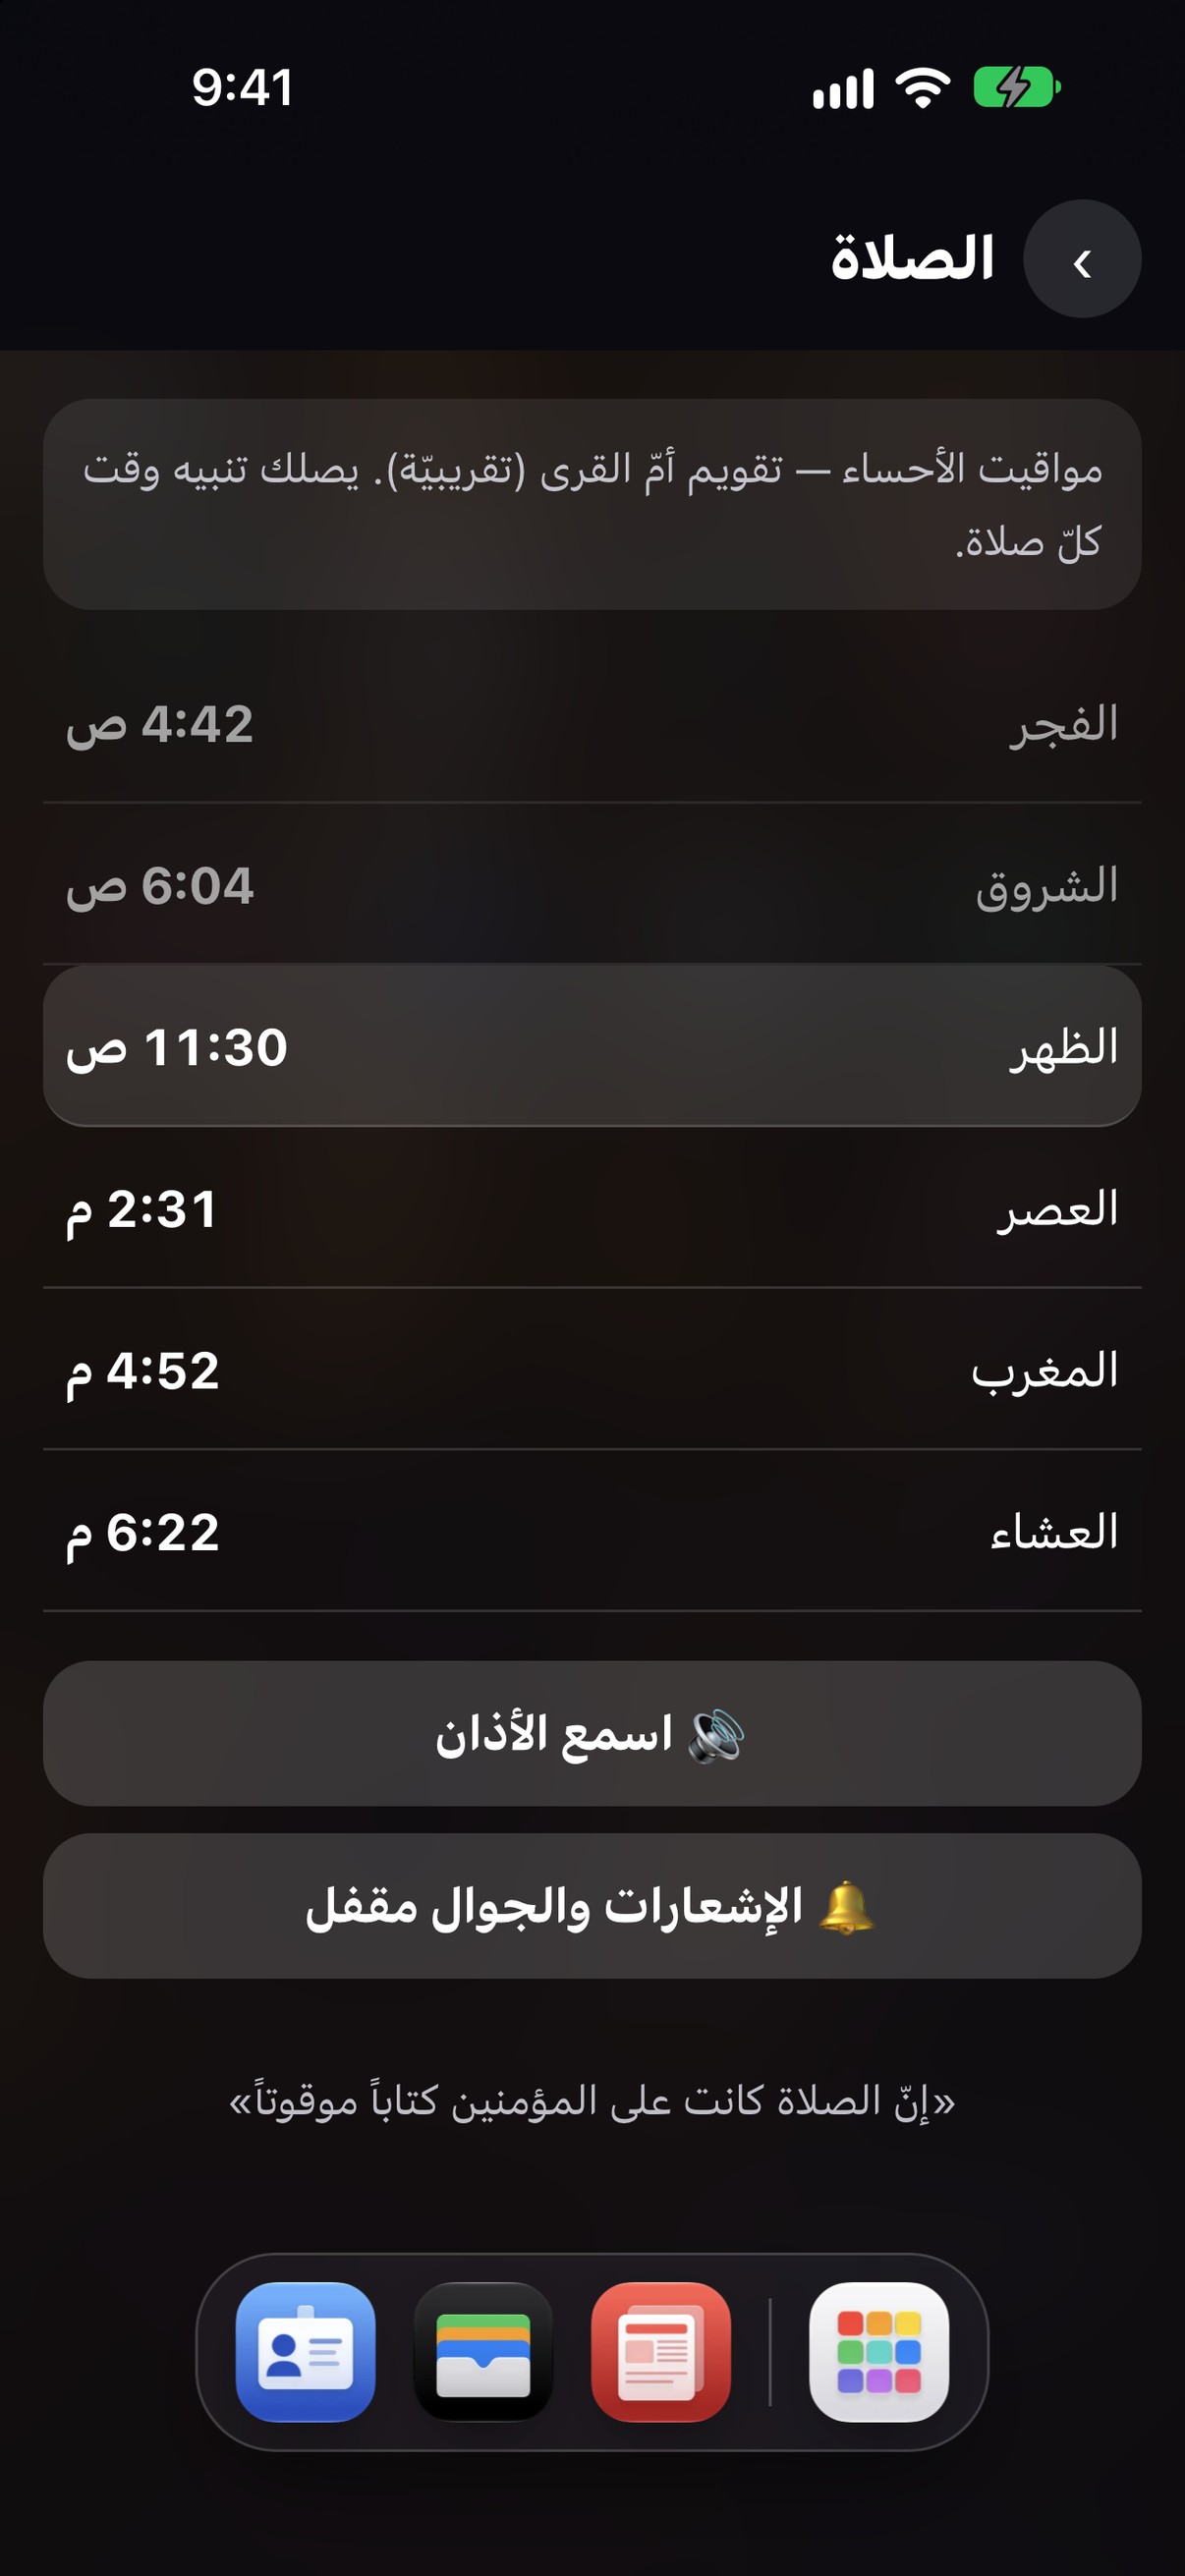 9:41
الصلاة
مواقيت الأحساء — تقويم أمّ القرى (تقريبيّة). يصلك تنبيه وقت
كلّ صلاة.
الفجر 4:42 ص
الشروق 6:04 ص
الظهر 11:30 ص
العصر 2:31 م
المغرب 4:52 م
العشاء 6:22 م
🔊 اسمع الأذان
🔔 الإشعارات والجوال مقفل
«إنّ الصلاة كانت على المؤمنين كتاباً موقوتاً»